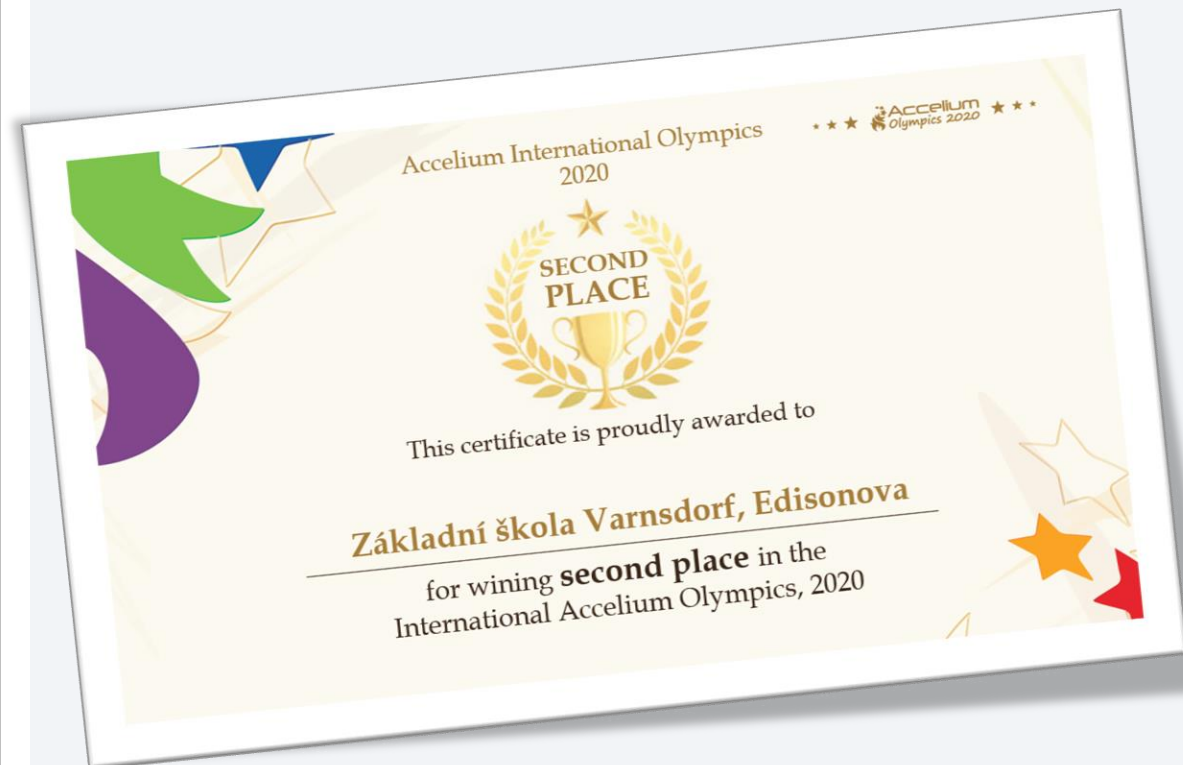 Accelium International Olympics
2020
Accelium
Olympics 2020
SECOND
PLACE
This certificate is proudly awarded to
Základní škola Varnsdorf, Edisonova
for wining second place in the
International Accelium Olympics, 2020